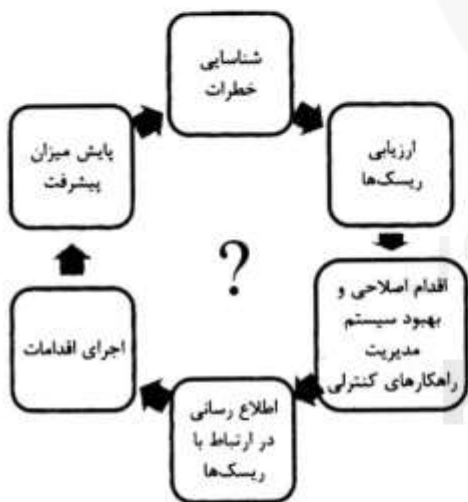 شناسایی
خطرات
ارزیابی
ریسک‌ها
اقدام اصلاحی و
بهبود سیستم
مدیریت
راهکارهای کنترلی
اطلاع رسانی
در ارتباط با
ریسک‌ها
اجرای اقدامات
پایش میزان
پیشرفت
?